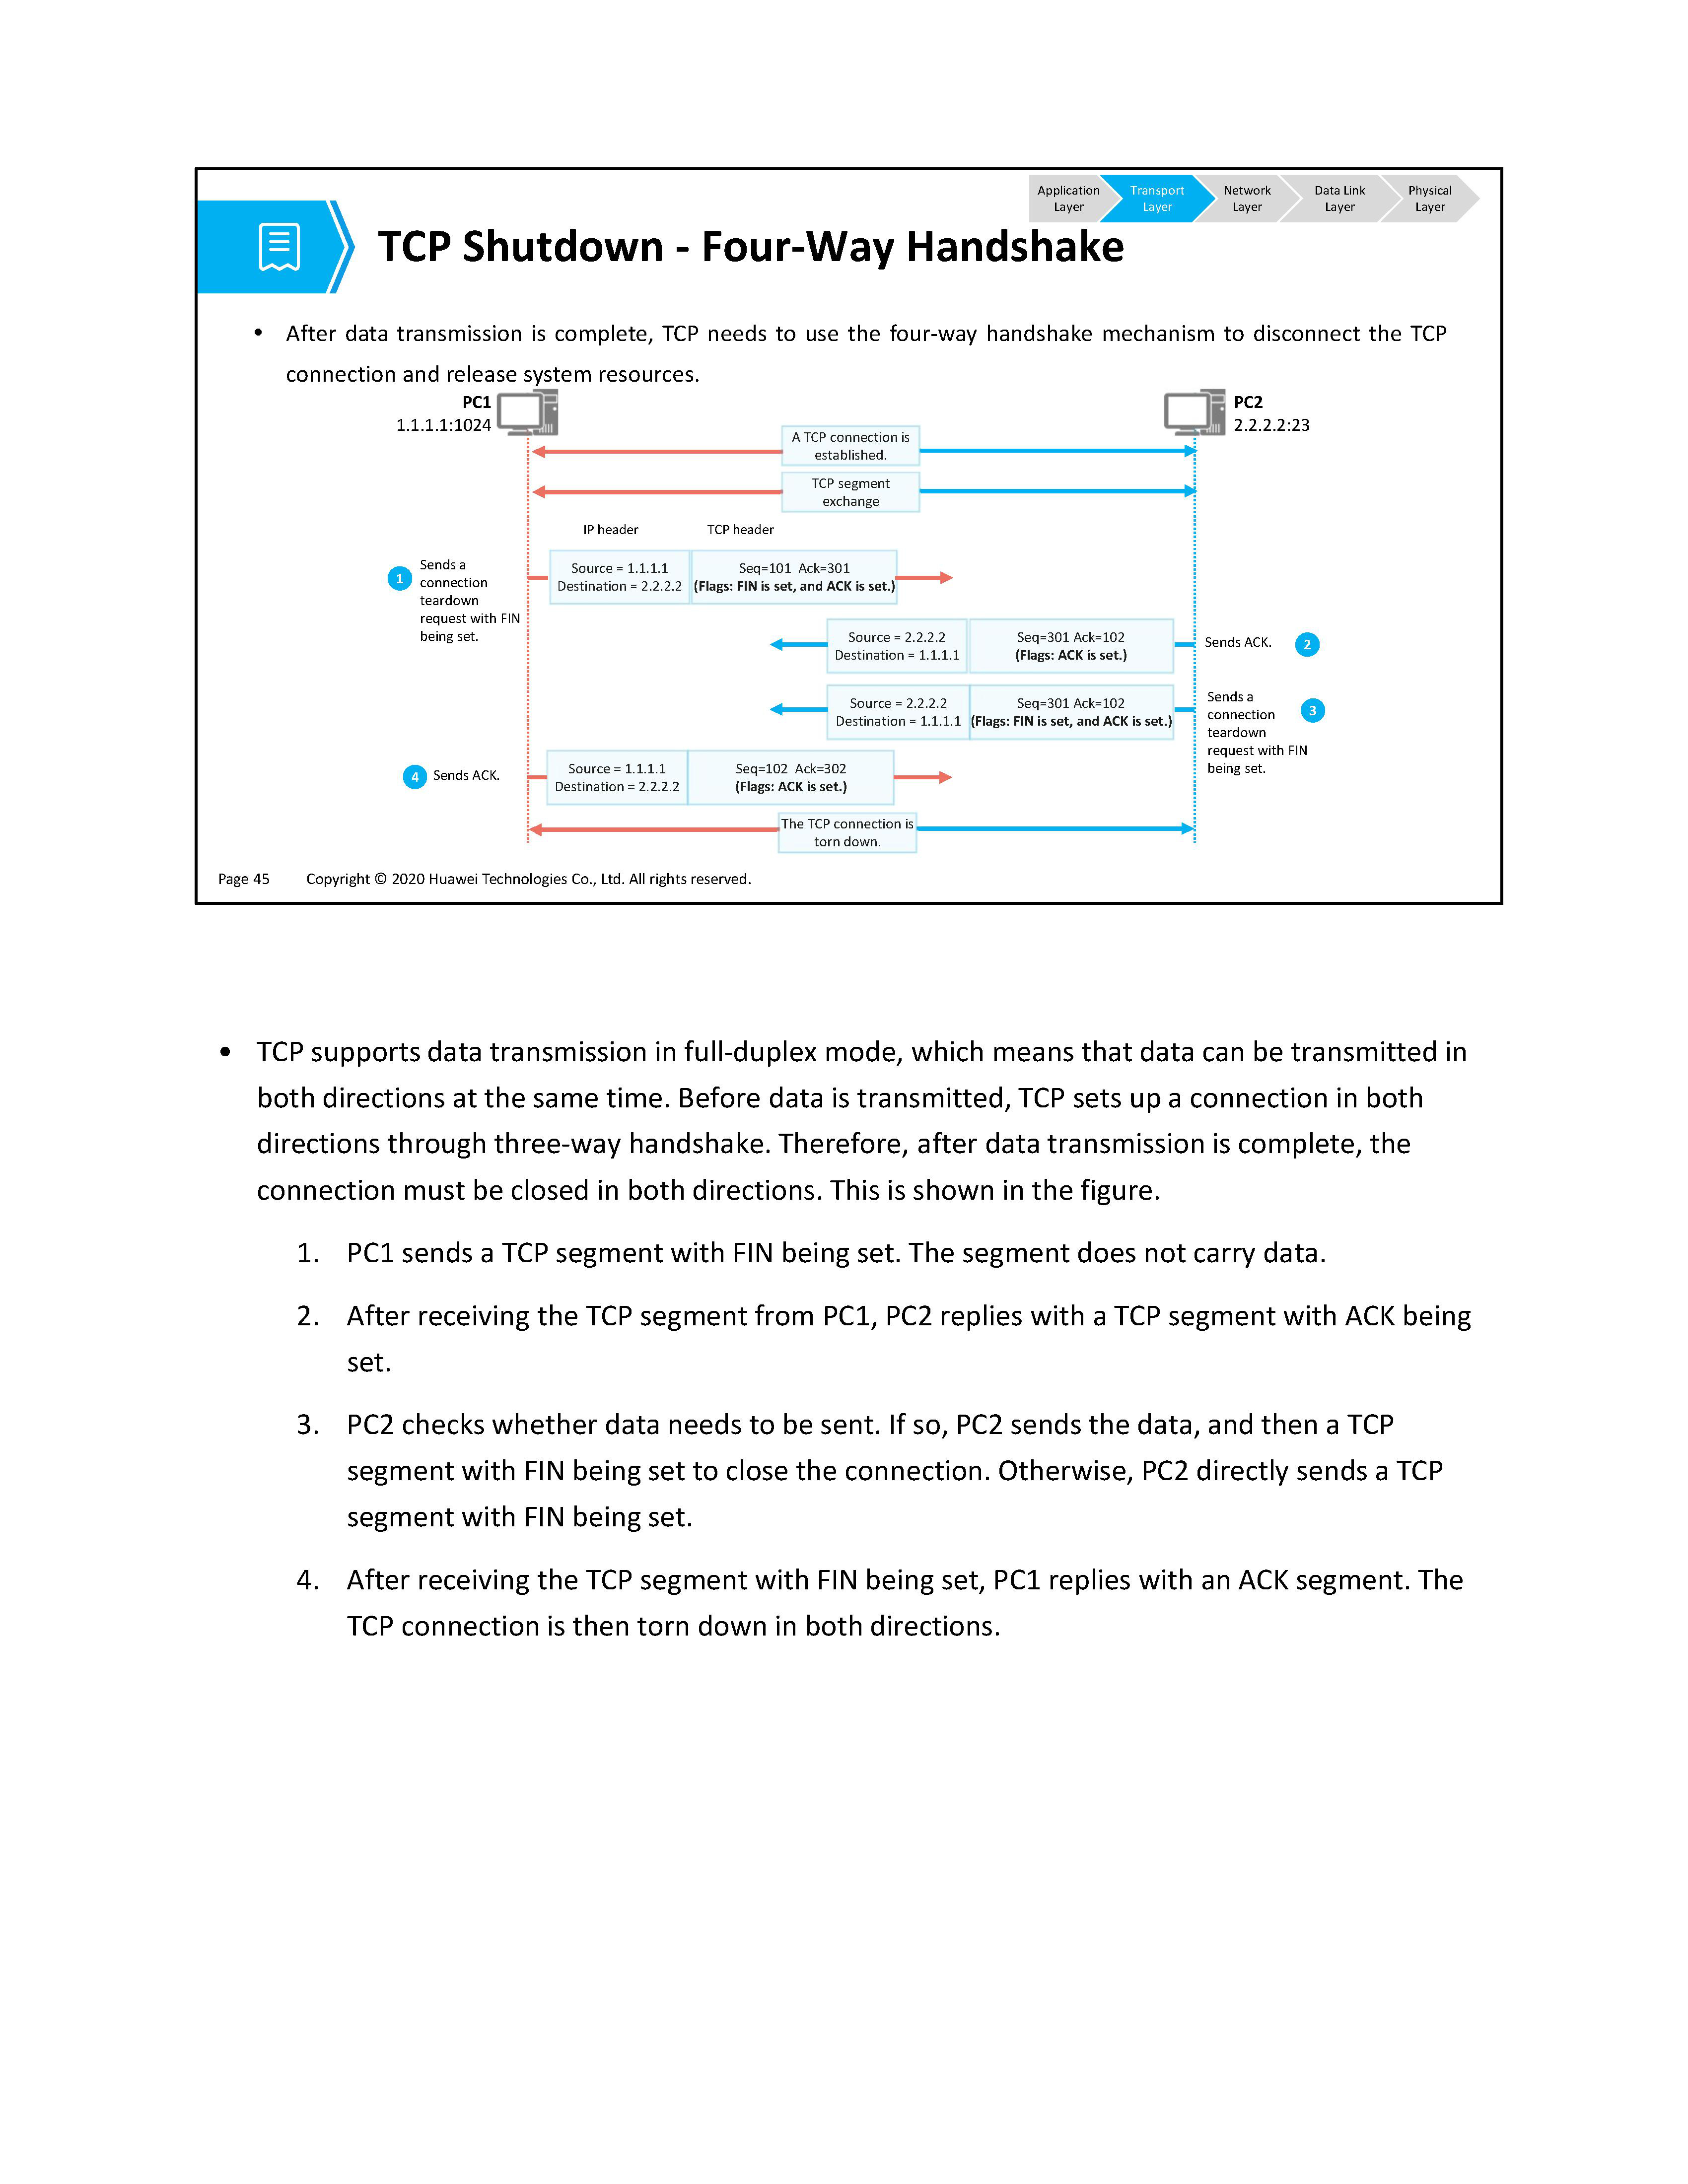 Application Layer
Transport Layer
Network Layer
Data Link Layer
Physical Layer
TCP Shutdown - Four-Way Handshake
• After data transmission is complete, TCP needs to use the four-way handshake mechanism to disconnect the TCP
connection and release system resources.
PC1
1.1.1.1:1024
PC2
2.2.2.2:23
A TCP connection is
established.
TCP segment
exchange
IP header
TCP header
1
Sends a
connection
teardown
request with FIN
being set.
Source = 1.1.1.1
Destination = 2.2.2.2
Seq=101 Ack=301
(Flags: FIN is set, and ACK is set.)
Source = 2.2.2.2
Destination = 1.1.1.1
Seq=301 Ack=102
(Flags: ACK is set.)
Sends ACK.
2
Source = 2.2.2.2
Destination = 1.1.1.1
Seq=301 Ack=102
(Flags: FIN is set, and ACK is set.)
Sends a
connection
teardown
request with FIN
being set.
3
4
Sends ACK.
Source = 1.1.1.1
Destination = 2.2.2.2
Seq=102 Ack=302
(Flags: ACK is set.)
The TCP connection is
torn down.
Page 45
Copyright © 2020 Huawei Technologies Co., Ltd. All rights reserved.
• TCP supports data transmission in full-duplex mode, which means that data can be transmitted in
both directions at the same time. Before data is transmitted, TCP sets up a connection in both
directions through three-way handshake. Therefore, after data transmission is complete, the
connection must be closed in both directions. This is shown in the figure.
1. PC1 sends a TCP segment with FIN being set. The segment does not carry data.
2. After receiving the TCP segment from PC1, PC2 replies with a TCP segment with ACK being
set.
3. PC2 checks whether data needs to be sent. If so, PC2 sends the data, and then a TCP
segment with FIN being set to close the connection. Otherwise, PC2 directly sends a TCP
segment with FIN being set.
4. After receiving the TCP segment with FIN being set, PC1 replies with an ACK segment. The
TCP connection is then torn down in both directions.